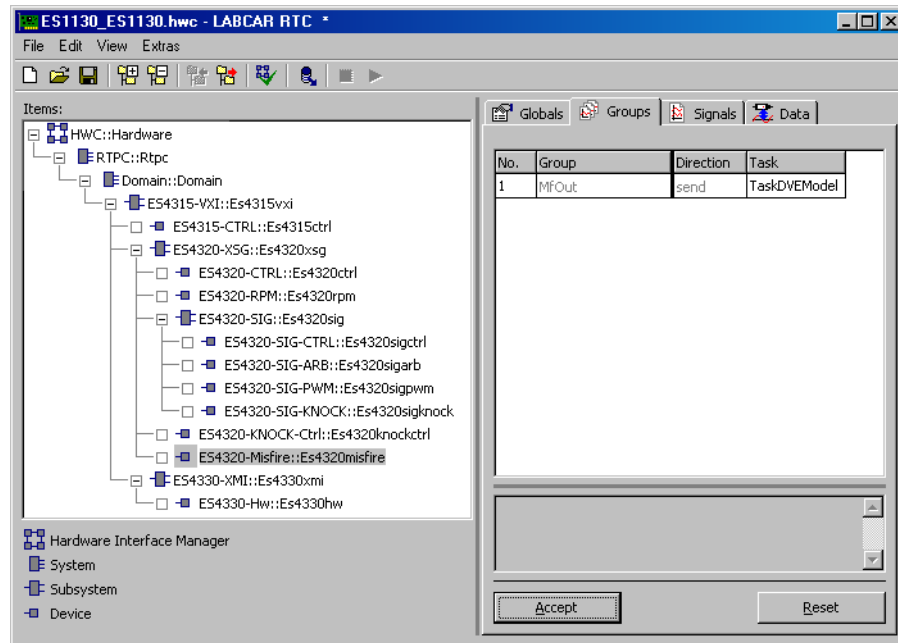 ES1130_ES1130.hwc - LABCAR RTC *
File Edit View Extras
Items:
HWC::Hardware
RTPC::Rtpc
Domain::Domain
ES4315-VXI::Es4315vxi
ES4315-CTRL::Es4315ctrl
ES4320-XSG::Es4320xsg
ES4320-CTRL::Es4320ctrl
ES4320-RPM::Es4320rpm
ES4320-SIG::Es4320sig
ES4320-SIG-CTRL::Es4320sigctrl
ES4320-SIG-ARB::Es4320sigarb
ES4320-SIG-PWM::Es4320sigpwm
ES4320-SIG-KNOCK::Es4320sigknock
ES4320-KNOCK-Ctrl::Es4320knockctrl
ES4320-Misfire::Es4320misfire
ES4330-XMI::Es4330xmi
ES4330-Hw::Es4330hw
Hardware Interface Manager
System
Subsystem
Device
Globals Groups Signals Data
No. Group Direction Task
1 MfOut send TaskDVEModel
Accept Reset